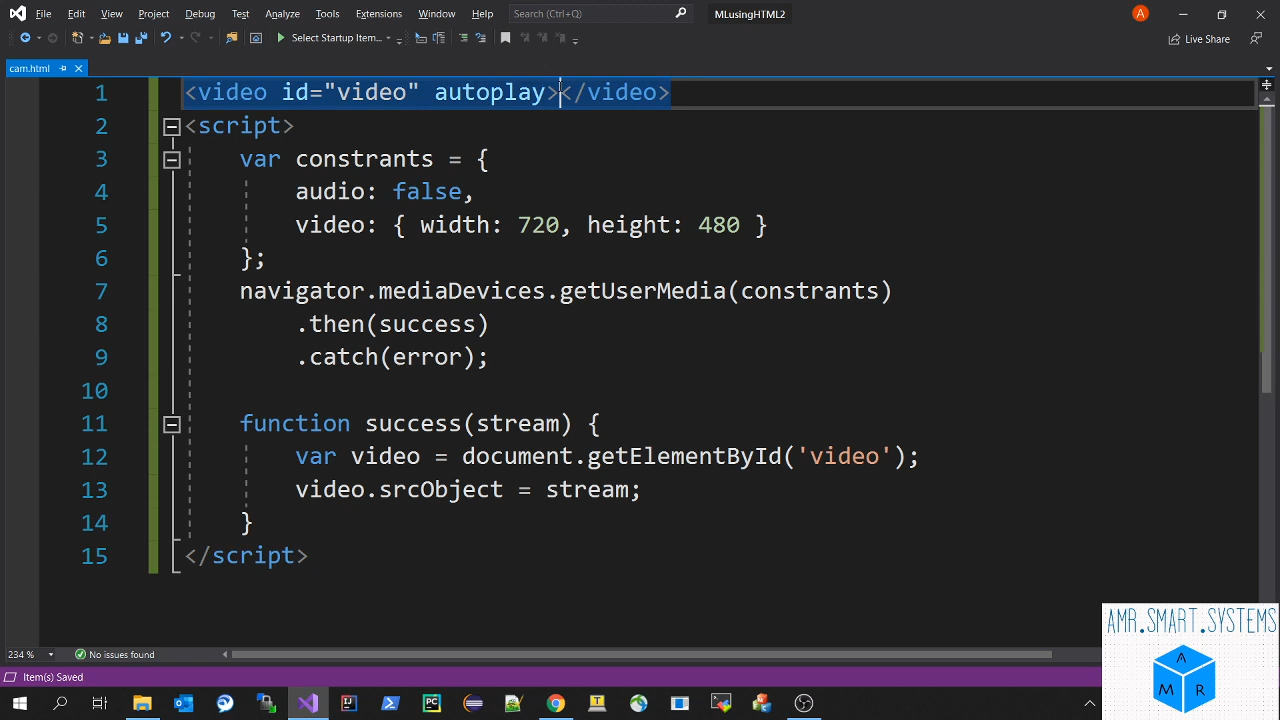 File Edit View Project Debug Test Analyze Tools Extensions Window Help Search (Ctrl+Q) MLusingHTML2 A
Select Startup Item... Live Share
cam.html
1 <video id="video" autoplay></video>
2 <script>
3 var constrants = {
4 audio: false,
5 video: { width: 720, height: 480 }
6 };
7 navigator.mediaDevices.getUserMedia(constrants)
8 .then(success)
9 .catch(error);
10
11 function success(stream) {
12 var video = document.getElementById('video');
13 video.srcObject = stream;
14 }
15 </script>
234 % No issues found
Item(s) Saved
AMR.SMART.SYSTEMS
A
M R
PC
T